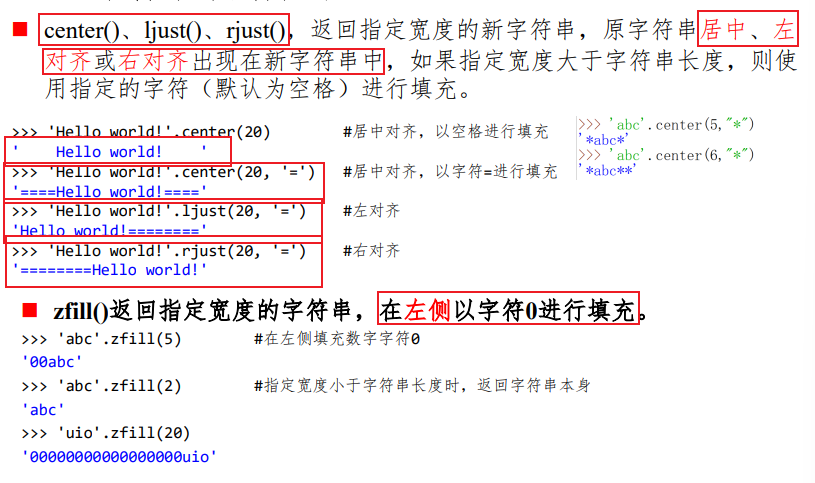 ■ center()、ljust()、rjust()，返回指定宽度的新字符串，原字符串居中、左
对齐或右对齐出现在新字符串中，如果指定宽度大于字符串长度，则使
用指定的字符（默认为空格）进行填充。
>>> 'Hello world!'.center(20) #居中对齐，以空格进行填充
'    Hello world!    '
>>> 'Hello world!'.center(20, '=') #居中对齐，以字符=进行填充
'====Hello world!===='
>>> 'Hello world!'.ljust(20, '=') #左对齐
'Hello world!========'
>>> 'Hello world!'.rjust(20, '=') #右对齐
'========Hello world!'
>>> 'abc'.center(5,"*")
'*abc*'
>>> 'abc'.center(6,"*")
'*abc**'
■ zfill()返回指定宽度的字符串，在左侧以字符0进行填充。
>>> 'abc'.zfill(5) #在左侧填充数字字符0
'00abc'
>>> 'abc'.zfill(2) #指定宽度小于字符串长度时，返回字符串本身
'abc'
>>> 'uio'.zfill(20)
'00000000000000000uio'